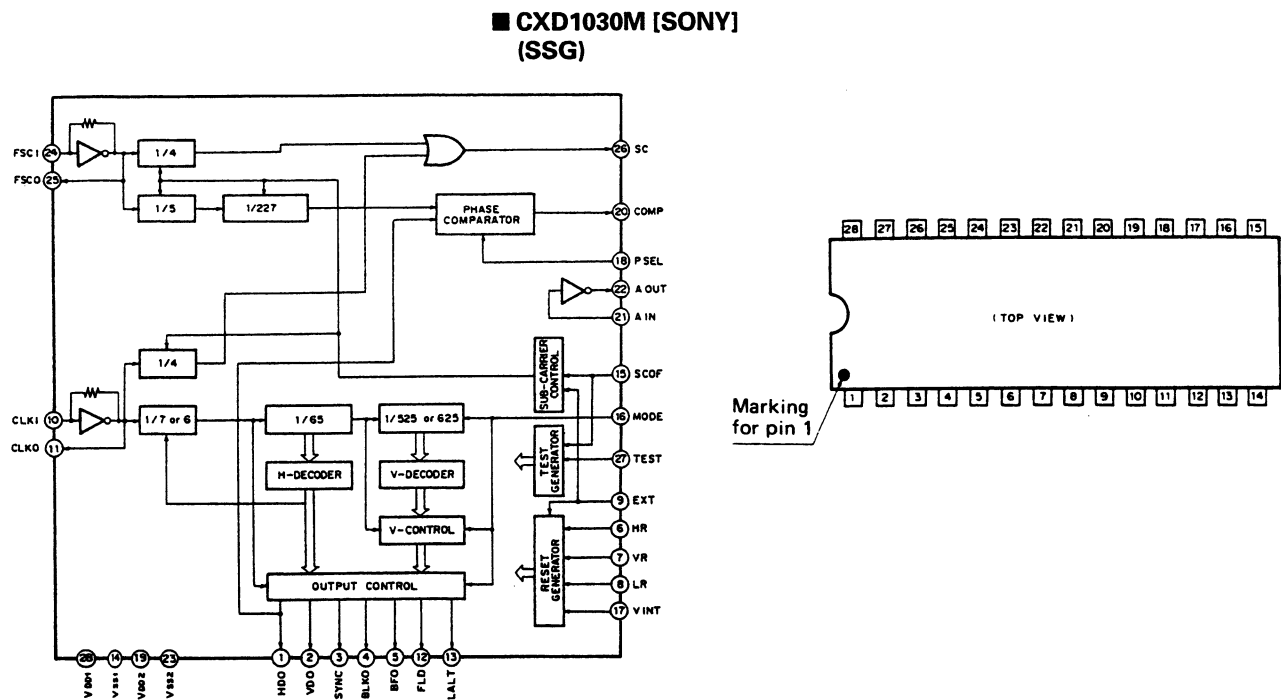 ■ CXD1030M [SONY]
(SSG)
FSC1 24
FSC0 25
1/4
1/5
1/227
PHASE
COMPARATOR
26 SC
20 COMP
18 PSEL
22 A OUT
21 A IN
1/4
SUB-CARRIER
CONTROL
15 SCOF
CLK1 10
CLK0 11
1/7 or 6
1/65
1/525 or 625
16 MODE
H-DECODER
V-DECODER
TEST
GENERATOR
27 TEST
9 EXT
V-CONTROL
RESET
GENERATOR
6 HR
7 VR
8 LR
17 VINT
OUTPUT CONTROL
28 14 19 23 1 2 3 4 5 12 13
VDD1 VSS1 VDD2 VSS2 HDO VDO SYNC BLKO BFO FLD LALT
28 27 26 25 24 23 22 21 20 19 18 17 16 15
(TOP VIEW)
Marking
for pin 1
1 2 3 4 5 6 7 8 9 10 11 12 13 14